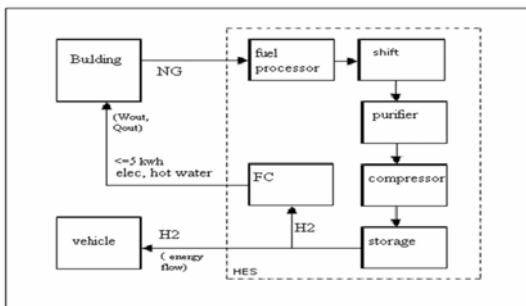 Bulding
NG
fuel
processor
shift
purifier
compressor
storage
(Wout,
Qout)
<=5 kwh
elec, hot water
FC
H2
vehicle
H2
( energy
flow)
HES